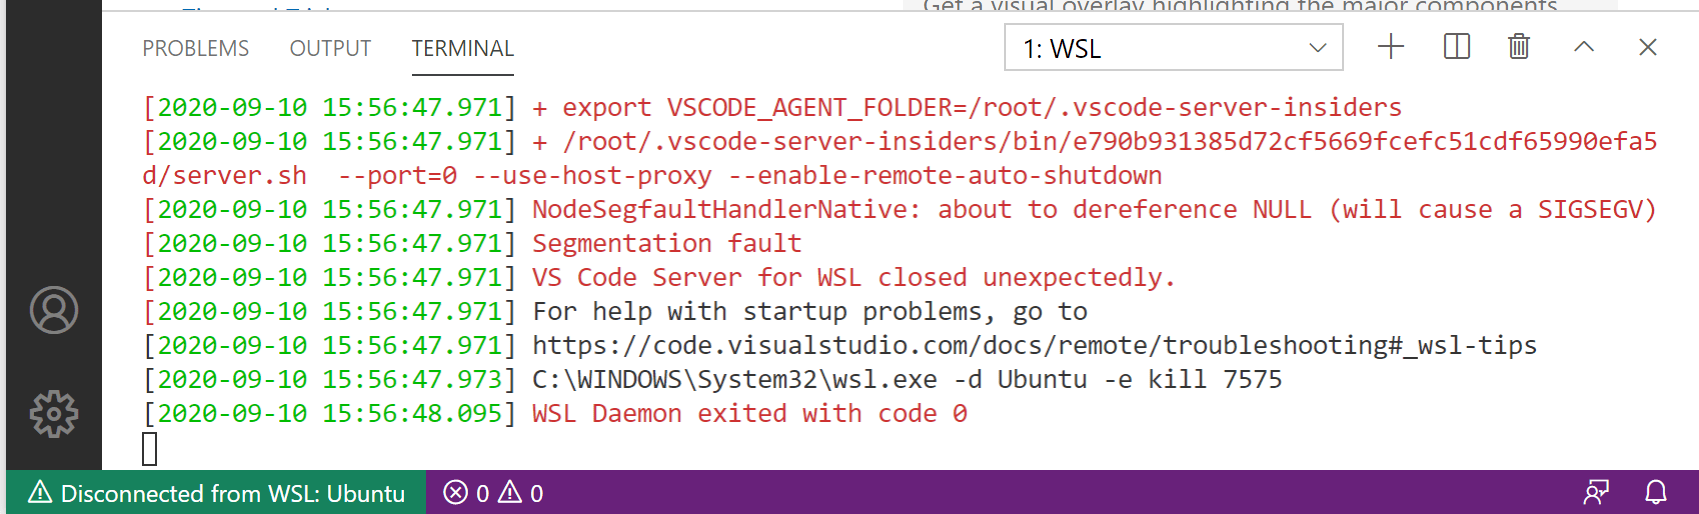 Get a visual overlay highlighting the major components
PROBLEMS OUTPUT TERMINAL 1: WSL
[2020-09-10 15:56:47.971] + export VSCODE_AGENT_FOLDER=/root/.vscode-server-insiders
[2020-09-10 15:56:47.971] + /root/.vscode-server-insiders/bin/e790b931385d72cf5669fcefc51cdf65990efa5
d/server.sh  --port=0 --use-host-proxy --enable-remote-auto-shutdown
[2020-09-10 15:56:47.971] NodeSegfaultHandlerNative: about to dereference NULL (will cause a SIGSEGV)
[2020-09-10 15:56:47.971] Segmentation fault
[2020-09-10 15:56:47.971] VS Code Server for WSL closed unexpectedly.
[2020-09-10 15:56:47.971] For help with startup problems, go to
[2020-09-10 15:56:47.971] https://code.visualstudio.com/docs/remote/troubleshooting#_wsl-tips
[2020-09-10 15:56:47.973] C:\WINDOWS\System32\wsl.exe -d Ubuntu -e kill 7575
[2020-09-10 15:56:48.095] WSL Daemon exited with code 0
Disconnected from WSL: Ubuntu 0 0